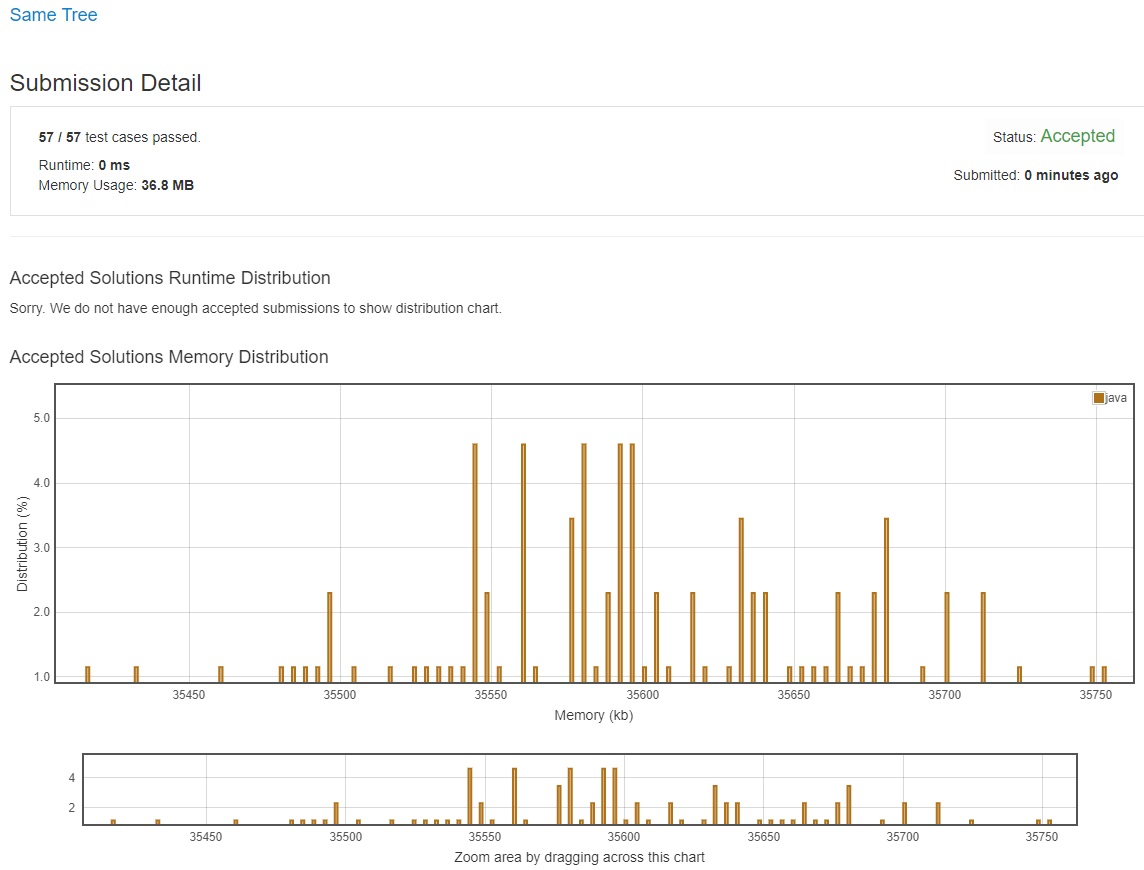 Same Tree
Submission Detail
57 / 57 test cases passed.
Status: Accepted
Runtime: 0 ms
Memory Usage: 36.8 MB
Submitted: 0 minutes ago
Accepted Solutions Runtime Distribution
Sorry. We do not have enough accepted submissions to show distribution chart.
Accepted Solutions Memory Distribution
java
5.0
4.0
3.0
2.0
1.0
Distribution (%)
35450 35500 35550 35600 35650 35700 35750
Memory (kb)
4
2
35450 35500 35550 35600 35650 35700 35750
Zoom area by dragging across this chart